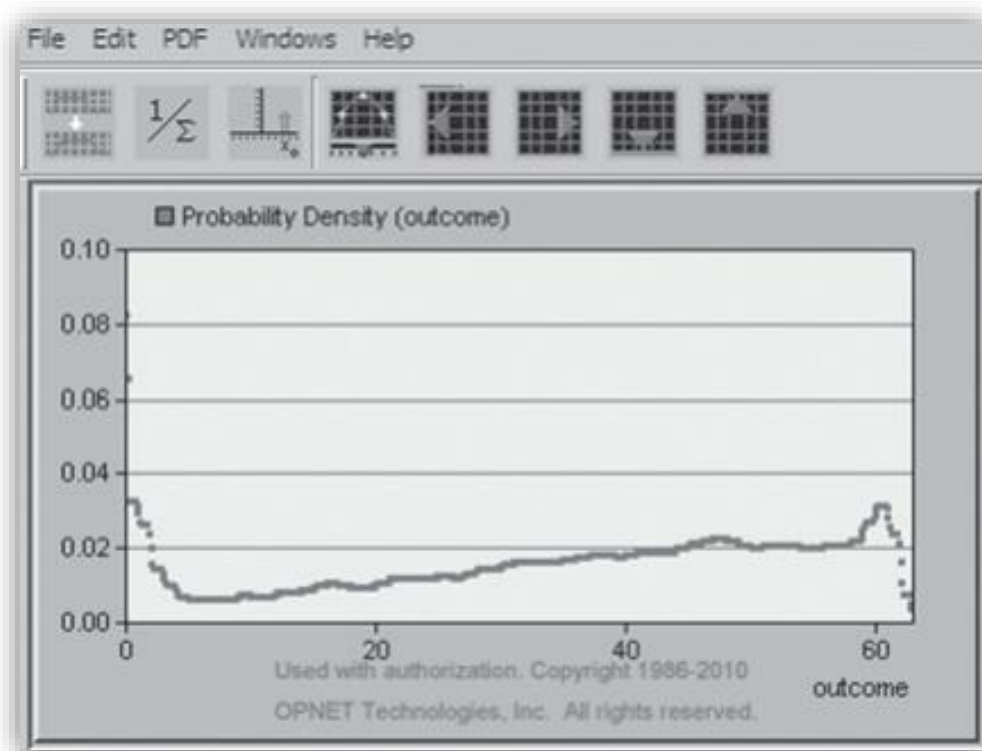 File Edit PDF Windows Help
1/Σ
x₀
Probability Density (outcome)
0.10
0.08
0.06
0.04
0.02
0.00
0 20 40 60
Used with authorization. Copyright 1986-2010
outcome
OPNET Technologies, Inc. All rights reserved.